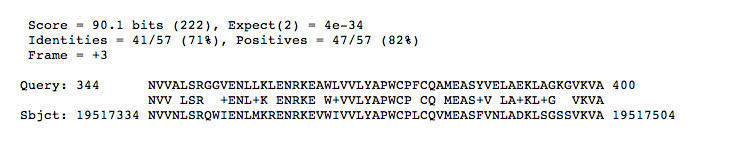 Score = 90.1 bits (222), Expect(2) = 4e-34
Identities = 41/57 (71%), Positives = 47/57 (82%)
Frame = +3
Query: 344 NVVALSRGGVENLLKLENRKEAWLVVLYAPWCPFCQAMEASYVELAEKLAGKGVKVA 400
NVV LSR  +ENL+K ENRKE W+VVLYAPWCP CQ MEAS+V LA+KL+G  VKVA
Sbjct: 19517334 NVVNLSRQWIENLMKRENRKEVWIVVLYAPWCPLCQVMEASFVNLADKLSGSSVKVA 19517504